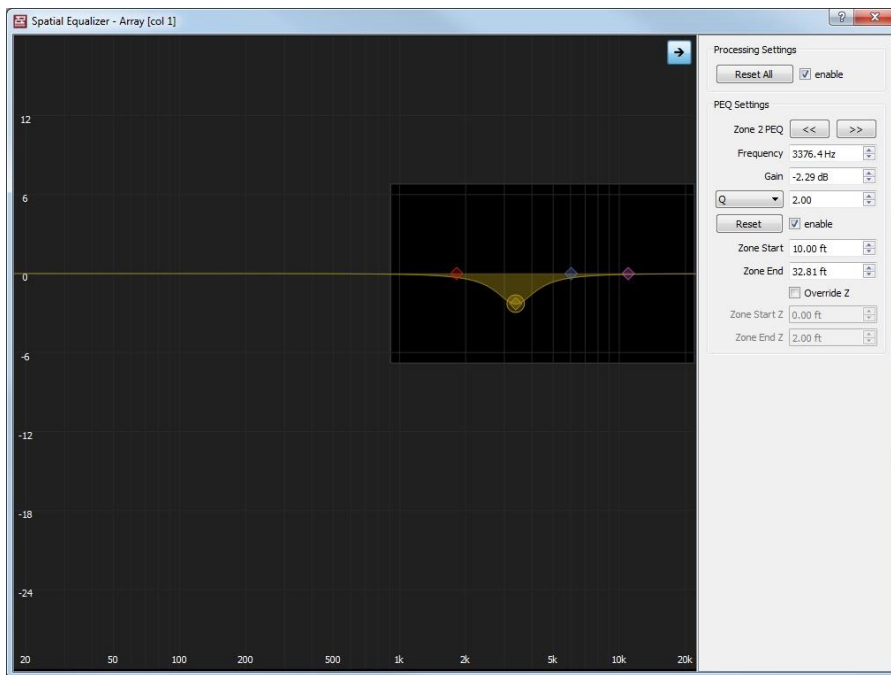 Spatial Equalizer - Array [col 1]
Processing Settings
Reset All enable
PEQ Settings
Zone 2 PEQ << >>
Frequency 3376.4 Hz
Gain -2.29 dB
Q 2.00
Reset enable
Zone Start 10.00 ft
Zone End 32.81 ft
Override Z
Zone Start Z 0.00 ft
Zone End Z 2.00 ft
12
6
0
-6
-12
-18
-24
20 50 100 200 500 1k 2k 5k 10k 20k